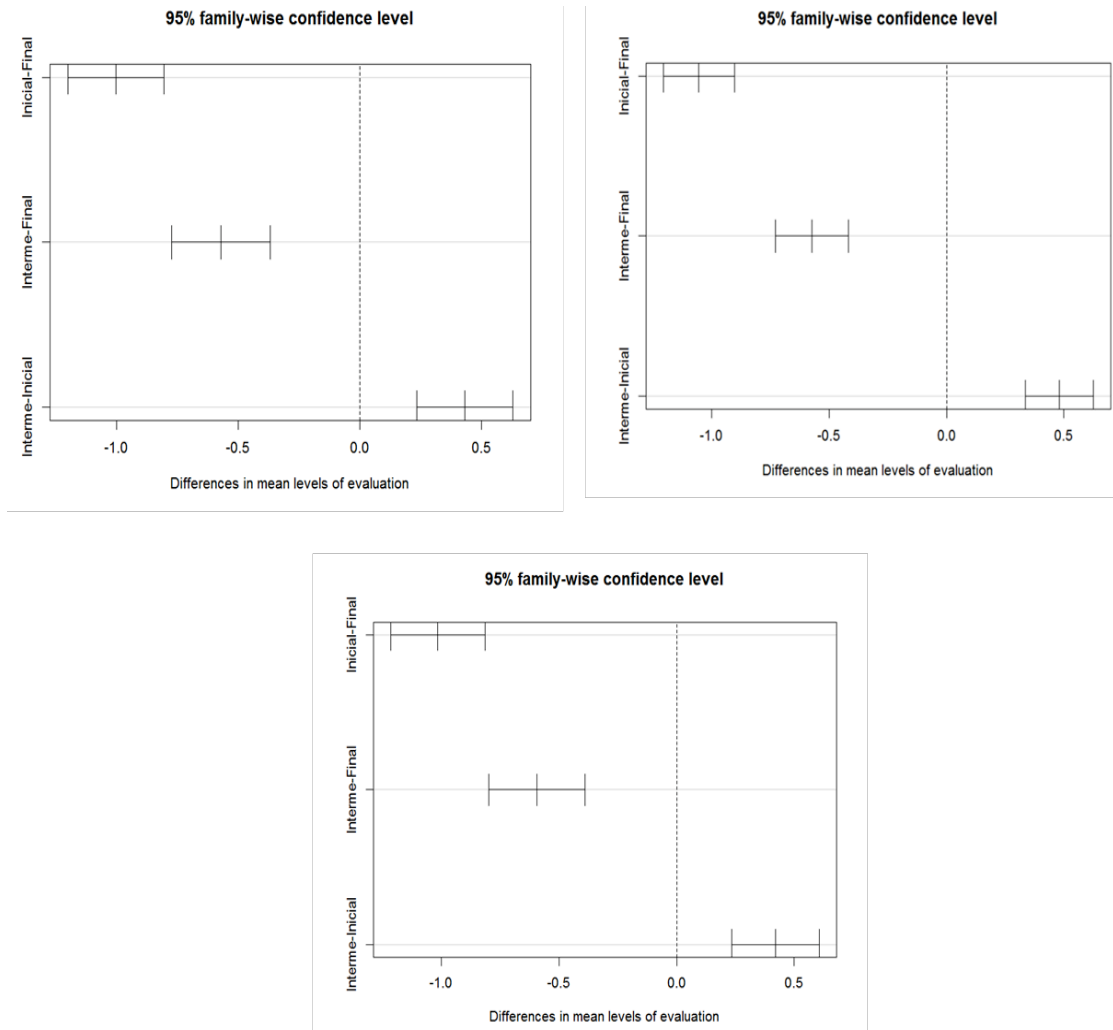 95% family-wise confidence level
Inicial-Final
Interme-Final
Interme-Inicial
-1.0 -0.5 0.0 0.5
Differences in mean levels of evaluation
95% family-wise confidence level
Inicial-Final
Interme-Final
Interme-Inicial
-1.0 -0.5 0.0 0.5
Differences in mean levels of evaluation
95% family-wise confidence level
Inicial-Final
Interme-Final
Interme-Inicial
-1.0 -0.5 0.0 0.5
Differences in mean levels of evaluation